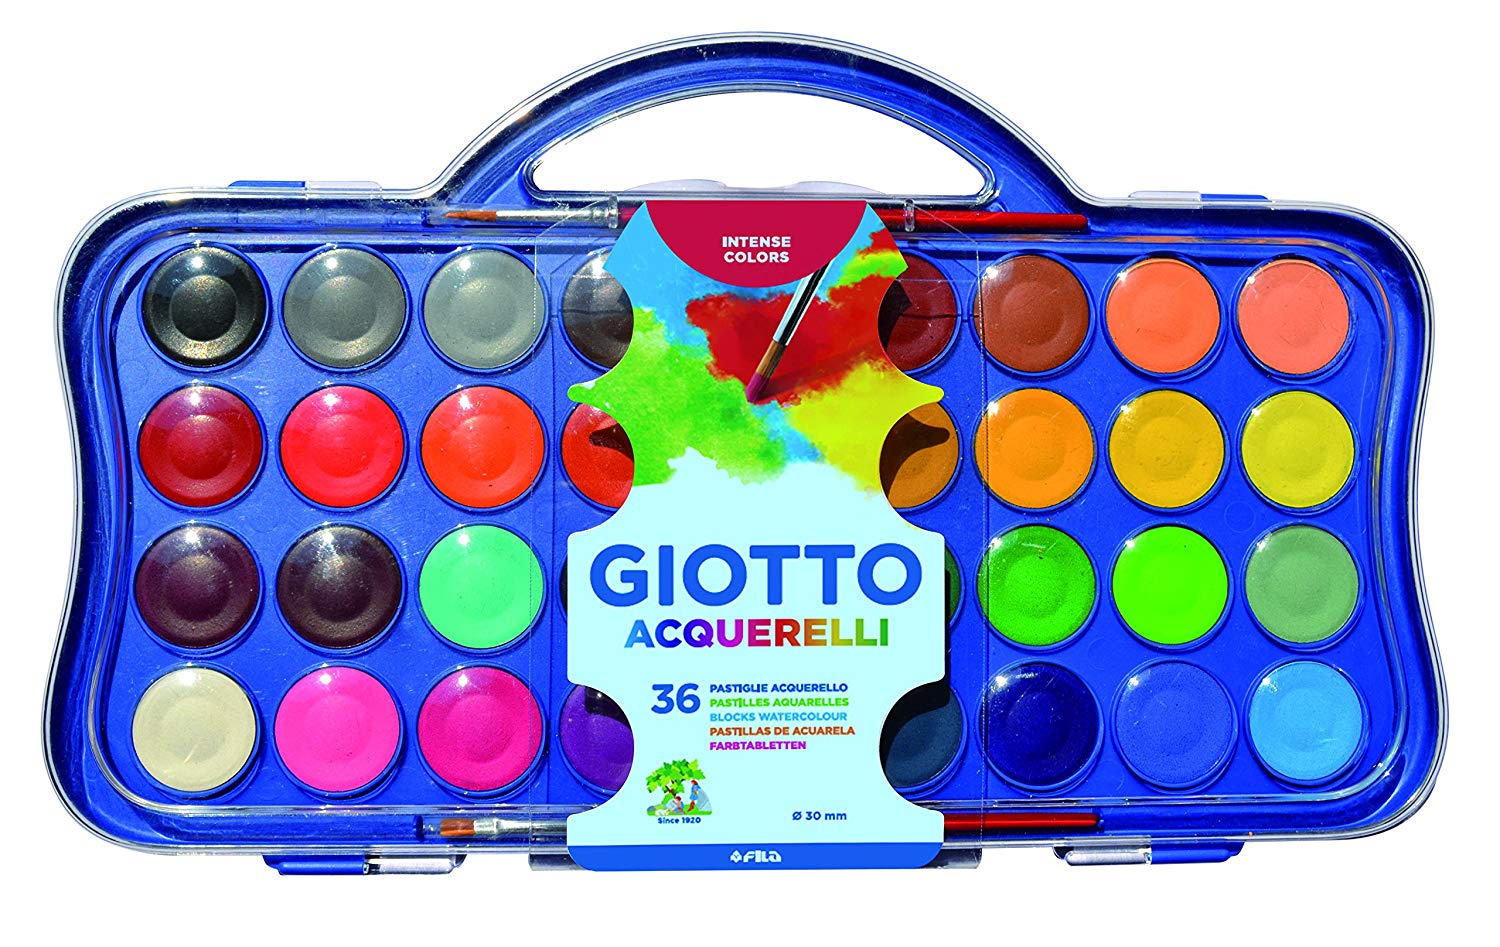 INTENSE
COLORS
GIOTTO
ACQUERELLI
36
PASTIGLIE ACQUERELLO
PASTILLES AQUARELLES
BLOCKS WATERCOLOUR
PASTILLAS DE ACUARELA
FARBTABLETTEN
Since 1920
Ø 30 mm
FILA